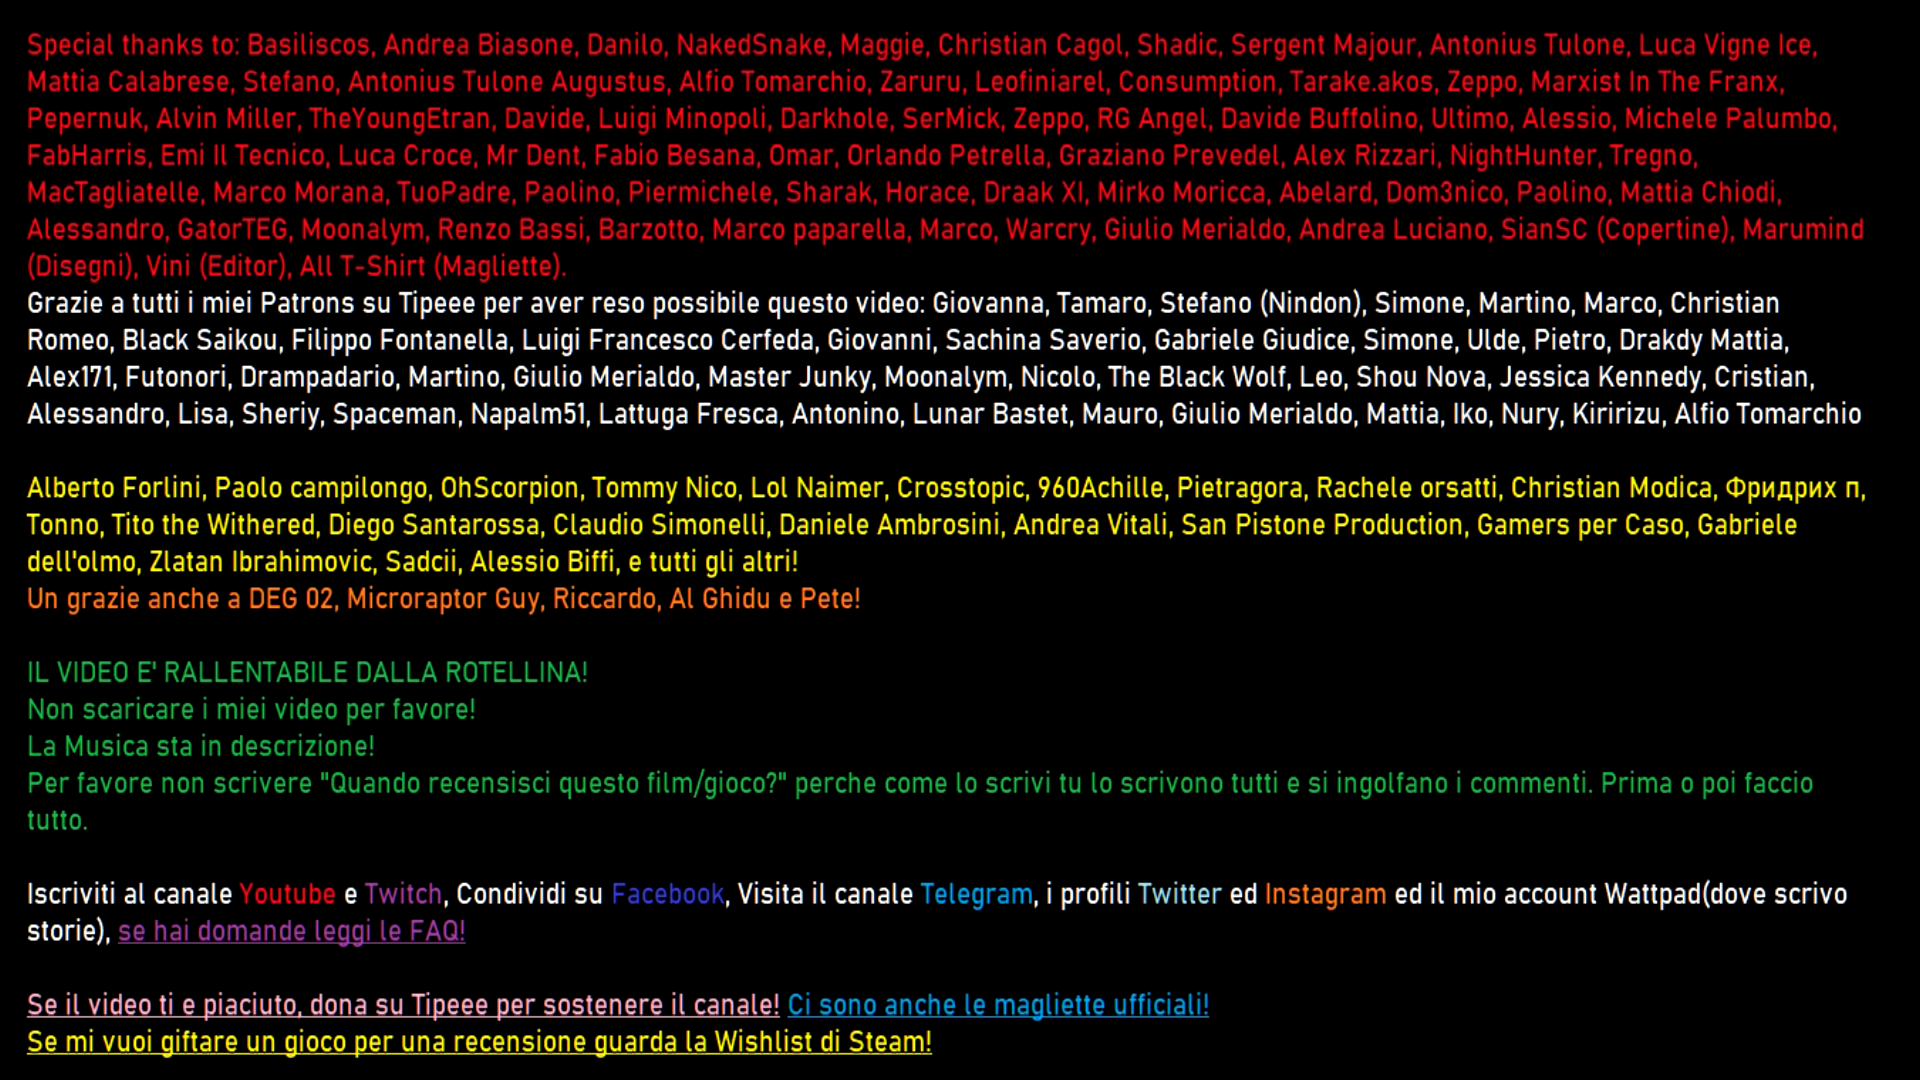 Special thanks to: Basiliscos, Andrea Biasone, Danilo, NakedSnake, Maggie, Christian Cagol, Shadic, Sergent Majour, Antonius Tulone, Luca Vigne Ice,
Mattia Calabrese, Stefano, Antonius Tulone Augustus, Alfio Tomarchio, Zaruru, Leofiniarel, Consumption, Tarake.akos, Zeppo, Marxist In The Franx,
Pepernuk, Alvin Miller, TheYoungEtran, Davide, Luigi Minopoli, Darkhole, SerMick, Zeppo, RG Angel, Davide Buffolino, Ultimo, Alessio, Michele Palumbo,
FabHarris, Emi Il Tecnico, Luca Croce, Mr Dent, Fabio Besana, Omar, Orlando Petrella, Graziano Prevedel, Alex Rizzari, NightHunter, Tregno,
MacTagliatelle, Marco Morana, TuoPadre, Paolino, Piermichele, Sharak, Horace, Draak XI, Mirko Moricca, Abelard, Dom3nico, Paolino, Mattia Chiodi,
Alessandro, GatorTEG, Moonalym, Renzo Bassi, Barzotto, Marco paparella, Marco, Warcry, Giulio Merialdo, Andrea Luciano, SianSC (Copertine), Marumind
(Disegni), Vini (Editor), All T-Shirt (Magliette).
Grazie a tutti i miei Patrons su Tipeee per aver reso possibile questo video: Giovanna, Tamaro, Stefano (Nindon), Simone, Martino, Marco, Christian
Romeo, Black Saikou, Filippo Fontanella, Luigi Francesco Cerfeda, Giovanni, Sachina Saverio, Gabriele Giudice, Simone, Ulde, Pietro, Drakdy Mattia,
Alex171, Futonori, Drampadario, Martino, Giulio Merialdo, Master Junky, Moonalym, Nicolo, The Black Wolf, Leo, Shou Nova, Jessica Kennedy, Cristian,
Alessandro, Lisa, Sheriy, Spaceman, Napalm51, Lattuga Fresca, Antonino, Lunar Bastet, Mauro, Giulio Merialdo, Mattia, Iko, Nury, Kiririzu, Alfio Tomarchio
Alberto Forlini, Paolo campilongo, OhScorpion, Tommy Nico, Lol Naimer, Crosstopic, 960Achille, Pietragora, Rachele orsatti, Christian Modica, Фридрих п,
Tonno, Tito the Withered, Diego Santarossa, Claudio Simonelli, Daniele Ambrosini, Andrea Vitali, San Pistone Production, Gamers per Caso, Gabriele
dell'olmo, Zlatan Ibrahimovic, Sadcii, Alessio Biffi, e tutti gli altri!
Un grazie anche a DEG 02, Microraptor Guy, Riccardo, Al Ghidu e Pete!
IL VIDEO E' RALLENTABILE DALLA ROTELLINA!
Non scaricare i miei video per favore!
La Musica sta in descrizione!
Per favore non scrivere "Quando recensisci questo film/gioco?" perche come lo scrivi tu lo scrivono tutti e si ingolfano i commenti. Prima o poi faccio
tutto.
Iscriviti al canale Youtube e Twitch, Condividi su Facebook, Visita il canale Telegram, i profili Twitter ed Instagram ed il mio account Wattpad(dove scrivo
storie), se hai domande leggi le FAQ!
Se il video ti e piaciuto, dona su Tipeee per sostenere il canale! Ci sono anche le magliette ufficiali!
Se mi vuoi giftare un gioco per una recensione guarda la Wishlist di Steam!